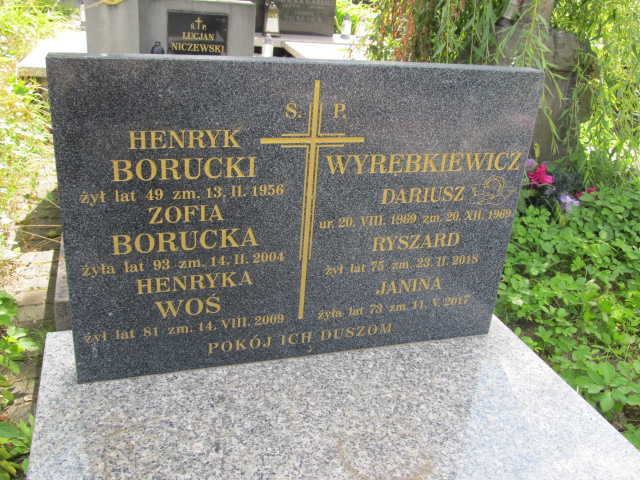 Ś. P.
LUCJAN
NICZEWSKI
Ś. P.
HENRYK
BORUCKI
żył lat 49 zm. 13. II. 1956
ZOFIA
BORUCKA
żyła lat 93 zm. 14. II. 2004
HENRYKA
WOŚ
żył lat 81 zm. 14. VIII. 2009
WYRĘBKIEWICZ
DARIUSZ
ur. 20. VIII. 1969 zm. 20. XII. 1969
RYSZARD
żył lat 75 zm. 23. II. 2018
JANINA
żyła lat 73 zm. 14. V. 2017
POKÓJ ICH DUSZOM